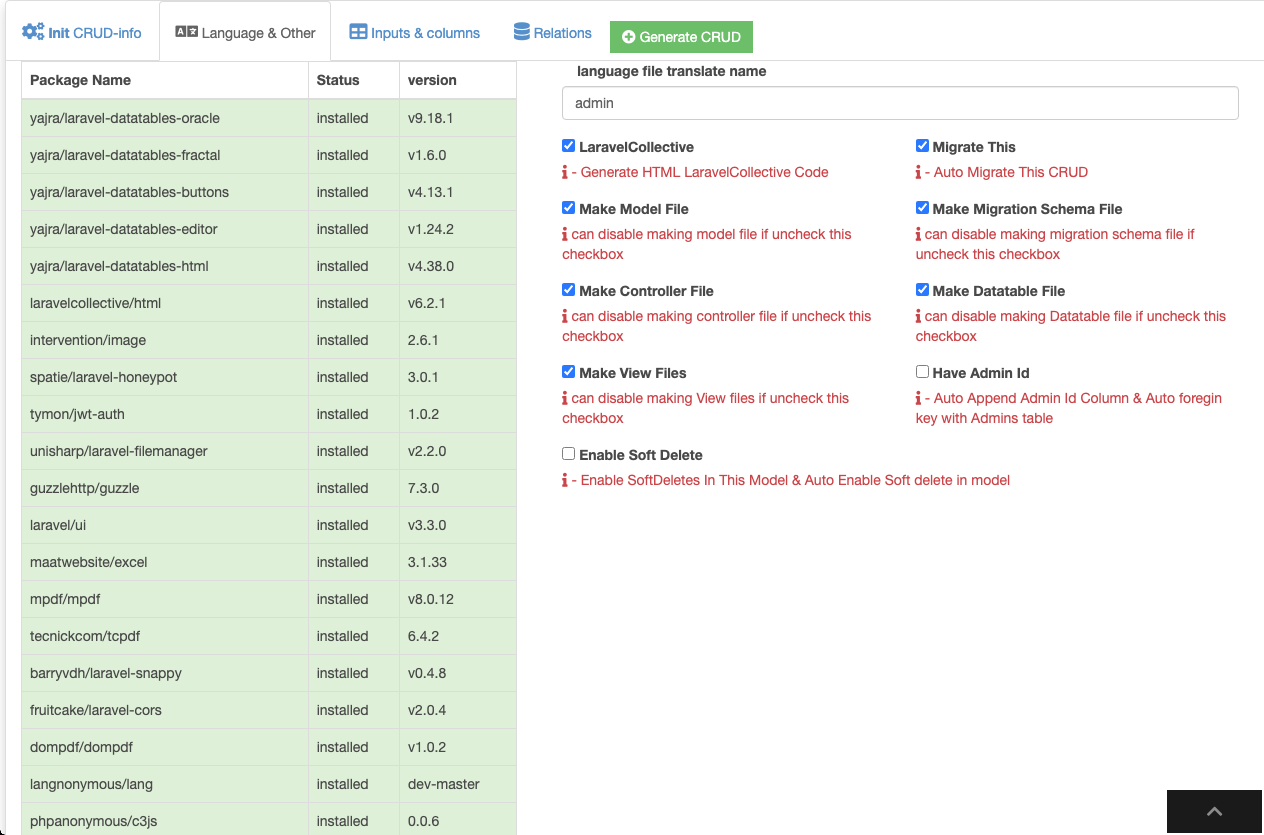 Init CRUD-info Language & Other Inputs & columns Relations Generate CRUD
Package Name Status version
yajra/laravel-datatables-oracle installed v9.18.1
yajra/laravel-datatables-fractal installed v1.6.0
yajra/laravel-datatables-buttons installed v4.13.1
yajra/laravel-datatables-editor installed v1.24.2
yajra/laravel-datatables-html installed v4.38.0
laravelcollective/html installed v6.2.1
intervention/image installed 2.6.1
spatie/laravel-honeypot installed 3.0.1
tymon/jwt-auth installed 1.0.2
unisharp/laravel-filemanager installed v2.2.0
guzzlehttp/guzzle installed 7.3.0
laravel/ui installed v3.3.0
maatwebsite/excel installed 3.1.33
mpdf/mpdf installed v8.0.12
tecnickcom/tcpdf installed 6.4.2
barryvdh/laravel-snappy installed v0.4.8
fruitcake/laravel-cors installed v2.0.4
dompdf/dompdf installed v1.0.2
langnonymous/lang installed dev-master
phpanonymous/c3js installed 0.0.6
language file translate name
admin
LaravelCollective
- Generate HTML LaravelCollective Code
Migrate This
- Auto Migrate This CRUD
Make Model File
can disable making model file if uncheck this
checkbox
Make Migration Schema File
can disable making migration schema file if
uncheck this checkbox
Make Controller File
can disable making controller file if uncheck this
checkbox
Make Datatable File
can disable making Datatable file if uncheck this
checkbox
Make View Files
can disable making View files if uncheck this
checkbox
Have Admin Id
- Auto Append Admin Id Column & Auto foregin
key with Admins table
Enable Soft Delete
- Enable SoftDeletes In This Model & Auto Enable Soft delete in model